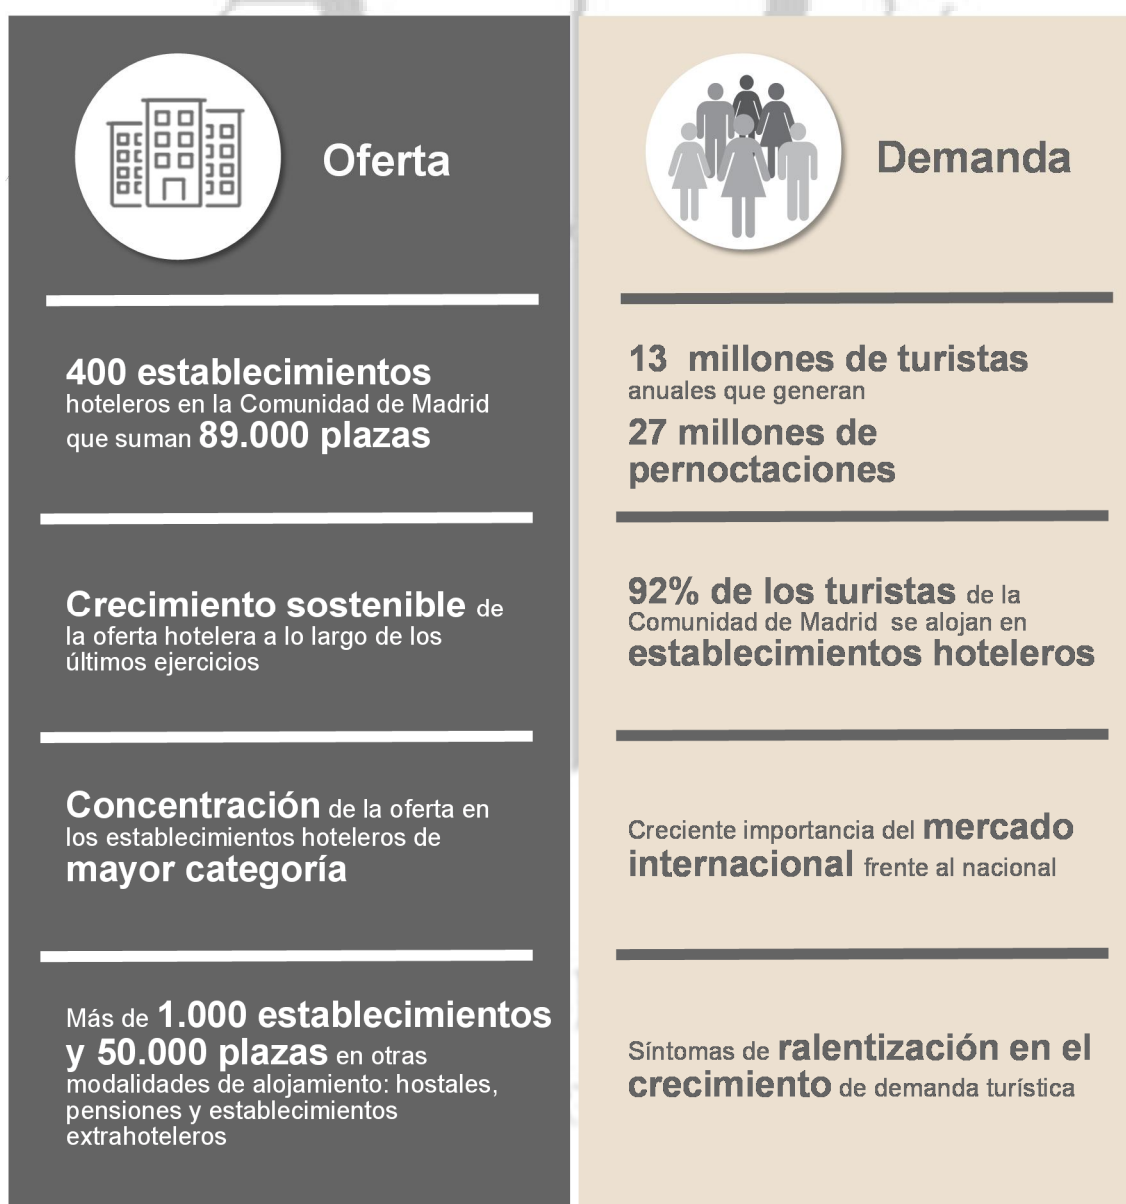 Oferta
400 establecimientos
hoteleros en la Comunidad de Madrid
que suman 89.000 plazas
Crecimiento sostenible de
la oferta hotelera a lo largo de los
últimos ejercicios
Concentración de la oferta en
los establecimientos hoteleros de
mayor categoría
Más de 1.000 establecimientos
y 50.000 plazas en otras
modalidades de alojamiento: hostales,
pensiones y establecimientos
extrahoteleros
Demanda
13 millones de turistas
anuales que generan
27 millones de
pernoctaciones
92% de los turistas de la
Comunidad de Madrid se alojan en
establecimientos hoteleros
Creciente importancia del mercado
internacional frente al nacional
Síntomas de ralentización en el
crecimiento de demanda turística